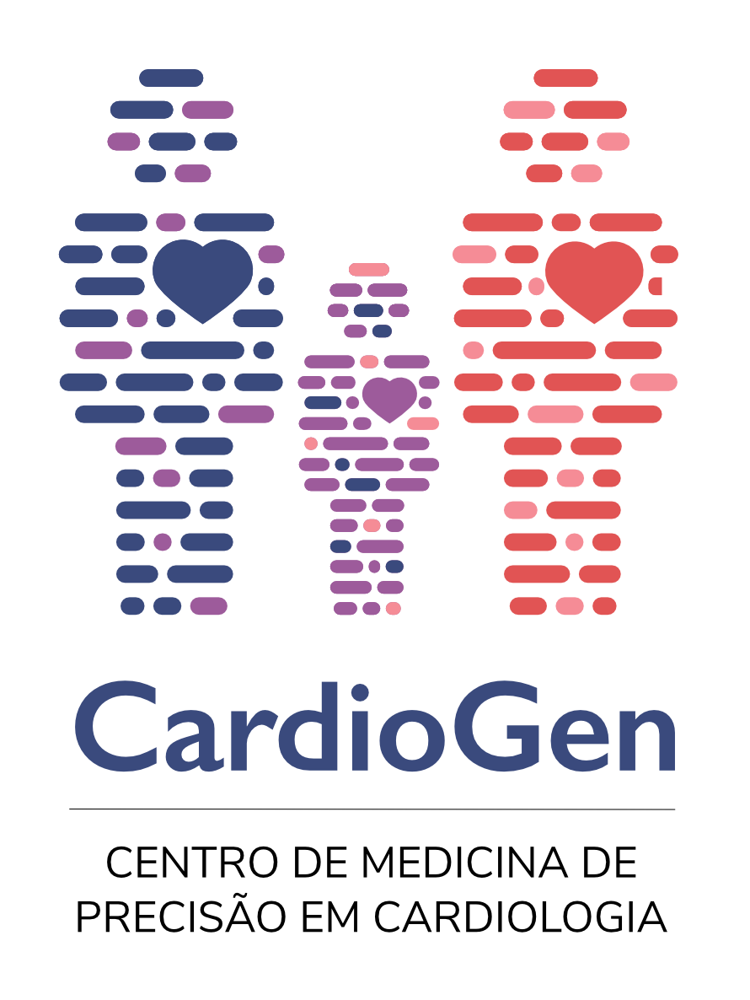 CardioGen
CENTRO DE MEDICINA DE
PRECISÃO EM CARDIOLOGIA